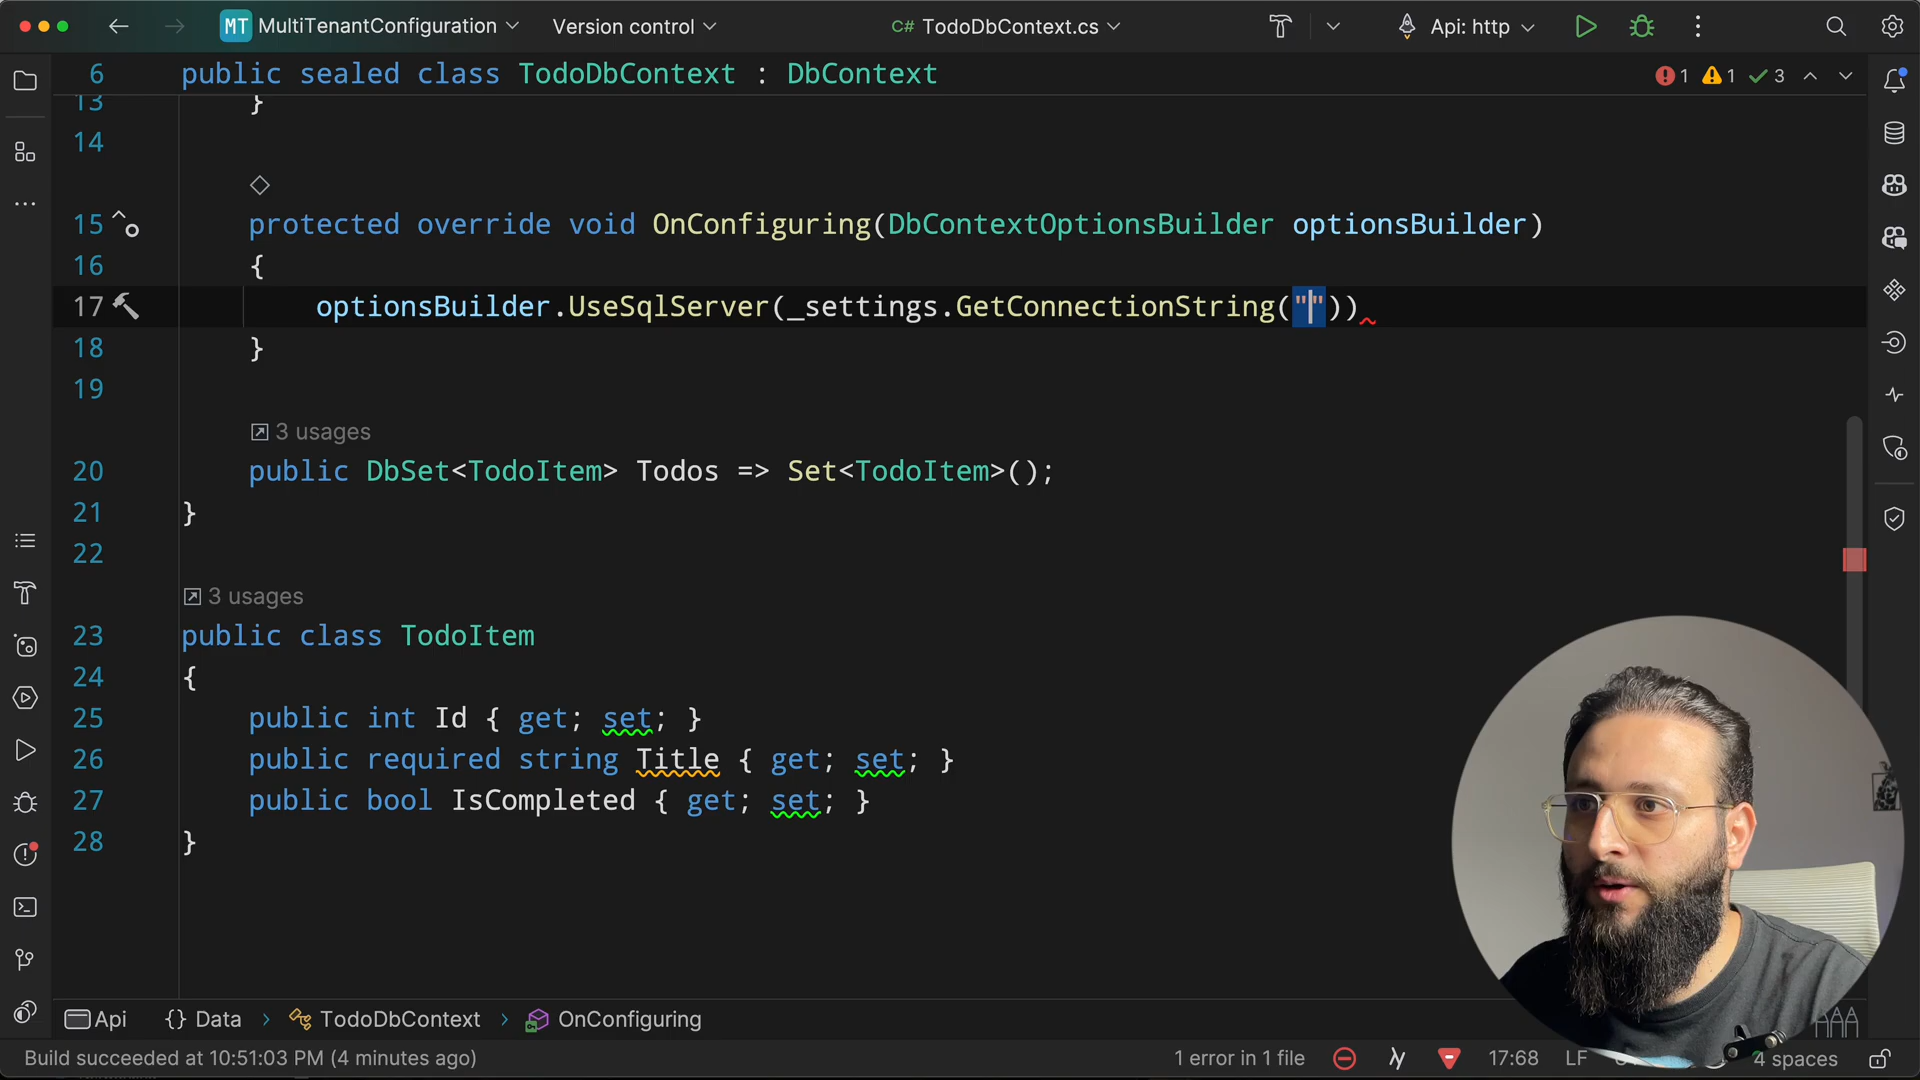 MT MultiTenantConfiguration
Version control
C# TodoDbContext.cs
Api: http
6 public sealed class TodoDbContext : DbContext
1 1 3
13 }
14
15 protected override void OnConfiguring(DbContextOptionsBuilder optionsBuilder)
16 {
17 optionsBuilder.UseSqlServer(_settings.GetConnectionString(""))
18 }
19
3 usages
20 public DbSet<TodoItem> Todos => Set<TodoItem>();
21 }
22
3 usages
23 public class TodoItem
24 {
25 public int Id { get; set; }
26 public required string Title { get; set; }
27 public bool IsCompleted { get; set; }
28 }
Api {} Data > TodoDbContext > OnConfiguring
Build succeeded at 10:51:03 PM (4 minutes ago)
1 error in 1 file
17:68
LF
4 spaces